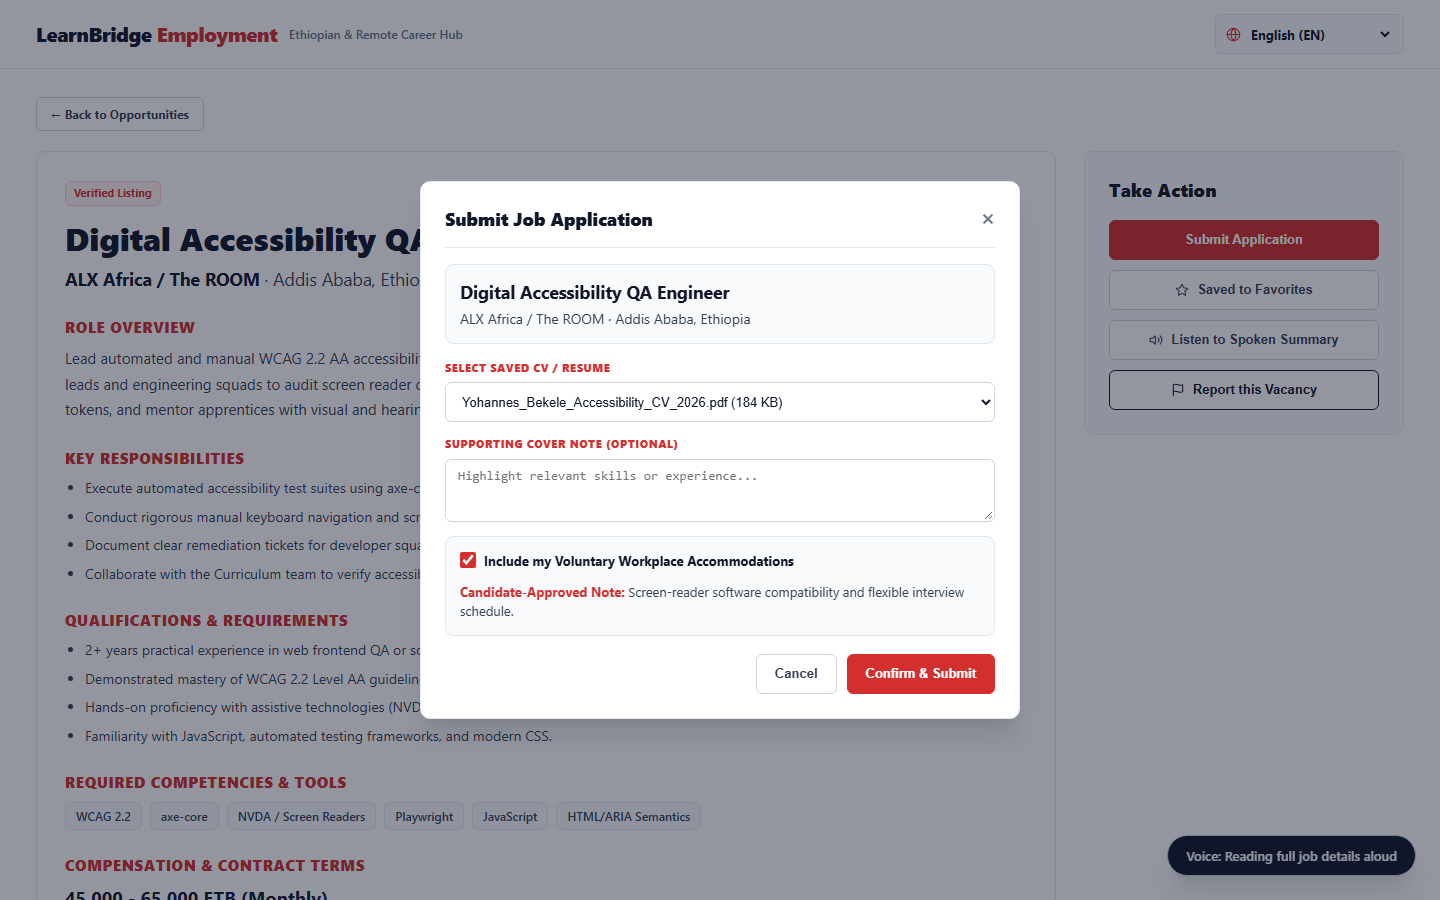 LearnBridge Employment Ethiopian & Remote Career Hub
English (EN)
← Back to Opportunities
Verified Listing
Digital Accessibility QA
ALX Africa / The ROOM · Addis Ababa, Ethio
ROLE OVERVIEW
Lead automated and manual WCAG 2.2 AA
leads and engineering squads to audit screen reader
tokens, and mentor apprentices with visual and
KEY RESPONSIBILITIES
Execute automated accessibility test suites using axe-c
Conduct rigorous manual keyboard navigation and scr
Document clear remediation tickets for developer squa
Collaborate with the Curriculum team to verify
QUALIFICATIONS & REQUIREMENTS
2+ years practical experience in web frontend QA or
Demonstrated mastery of WCAG 2.2 Level AA
Hands-on proficiency with assistive technologies (NVD
Familiarity with JavaScript, automated testing frameworks, and modern CSS.
REQUIRED COMPETENCIES & TOOLS
WCAG 2.2 axe-core NVDA / Screen Readers Playwright JavaScript HTML/ARIA Semantics
COMPENSATION & CONTRACT TERMS
45,000 - 65,000 ETB (Monthly)
Submit Job Application
×
Digital Accessibility QA Engineer
ALX Africa / The ROOM · Addis Ababa, Ethiopia
SELECT SAVED CV / RESUME
Yohannes_Bekele_Accessibility_CV_2026.pdf (184 KB)
SUPPORTING COVER NOTE (OPTIONAL)
Highlight relevant skills or experience...
Include my Voluntary Workplace Accommodations
Candidate-Approved Note: Screen-reader software compatibility and flexible interview
schedule.
Cancel
Confirm & Submit
Take Action
Submit Application
Saved to Favorites
Listen to Spoken Summary
Report this Vacancy
Voice: Reading full job details aloud